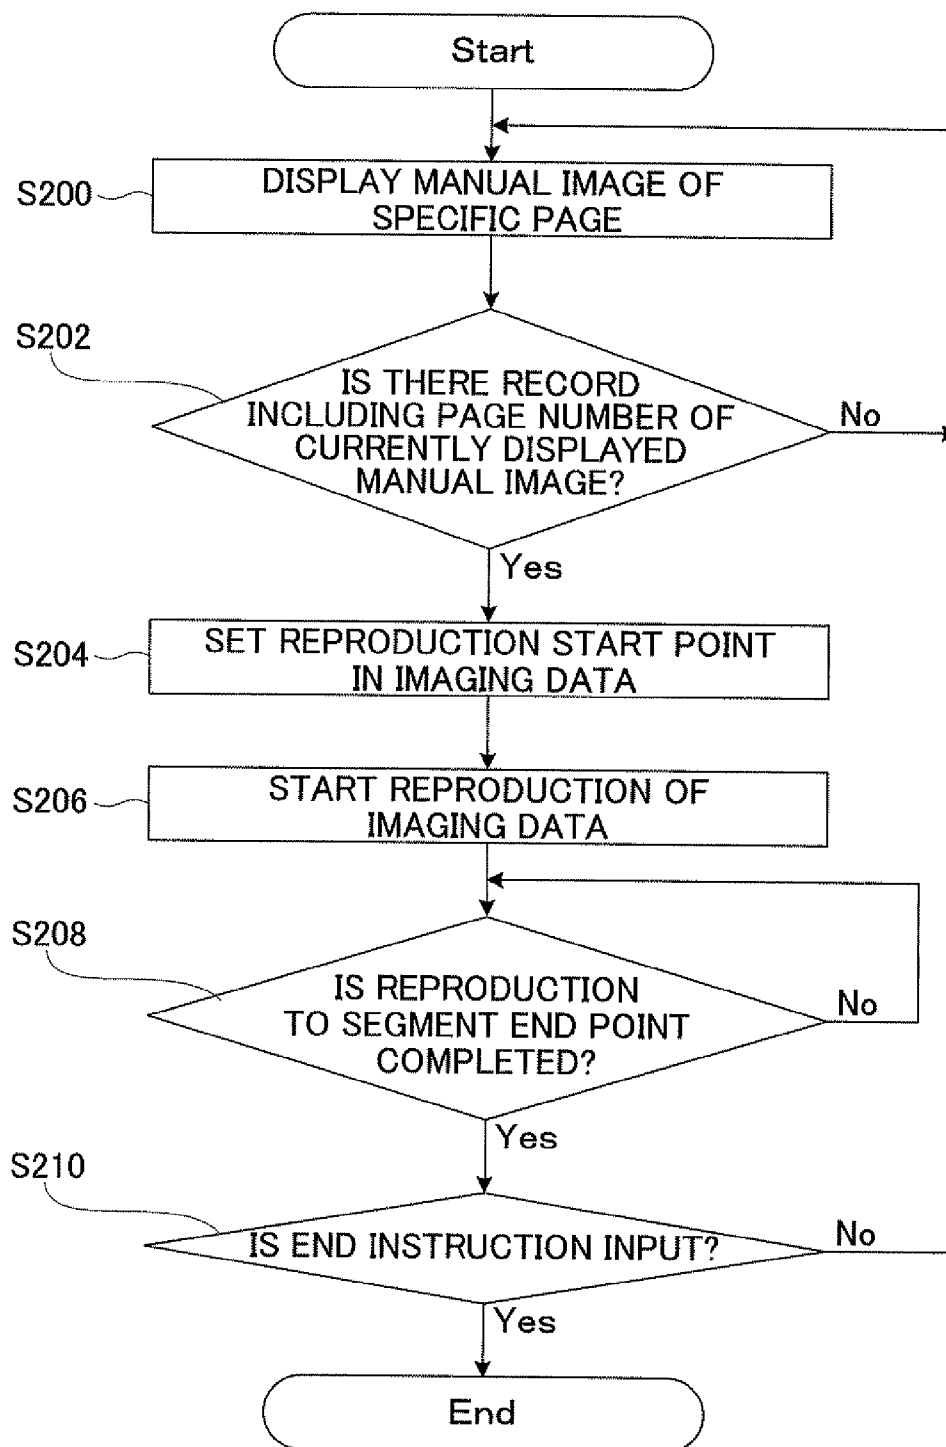 Start
S200
DISPLAY MANUAL IMAGE OF
SPECIFIC PAGE
S202
IS THERE RECORD
INCLUDING PAGE NUMBER OF
CURRENTLY DISPLAYED
MANUAL IMAGE?
No
Yes
S204
SET REPRODUCTION START POINT
IN IMAGING DATA
S206
START REPRODUCTION OF
IMAGING DATA
S208
IS REPRODUCTION
TO SEGMENT END POINT
COMPLETED?
No
Yes
S210
IS END INSTRUCTION INPUT?
No
Yes
End